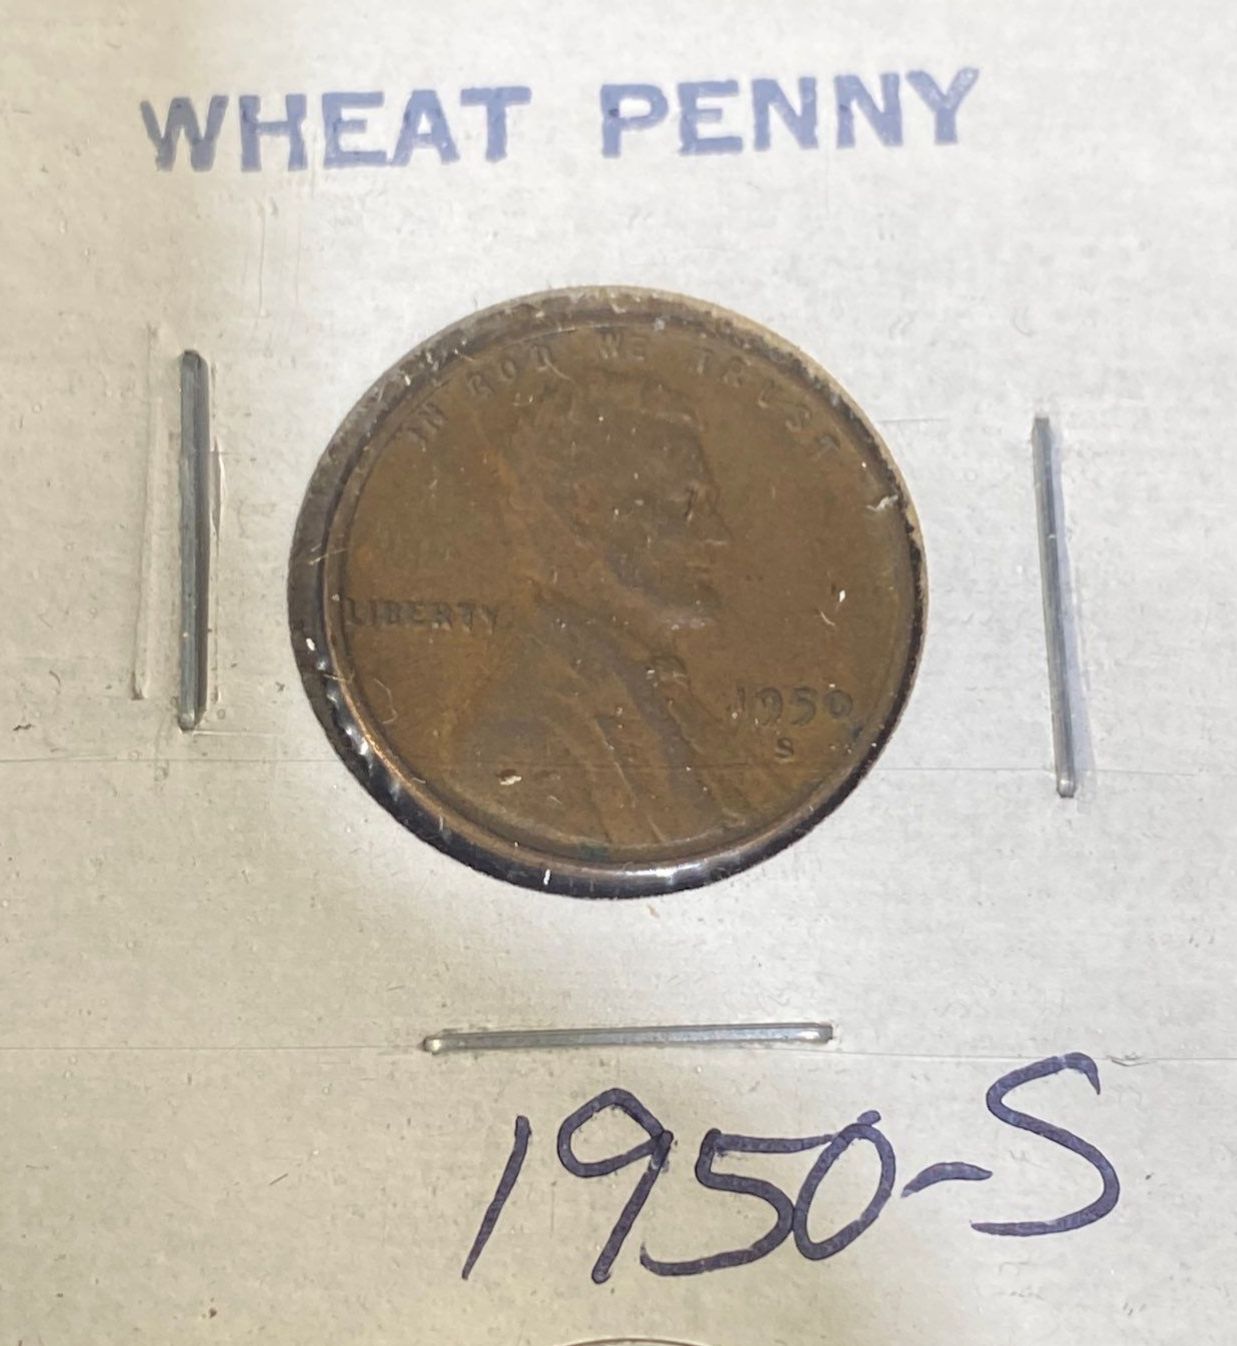 WHEAT PENNY
IN GOD WE TRUST
LIBERTY
1950
S
1950-S